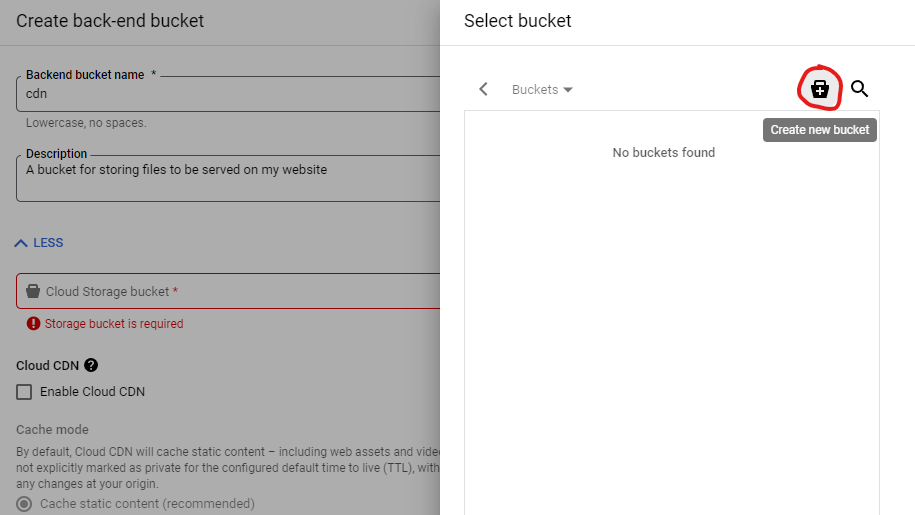 Create back-end bucket
Backend bucket name *
cdn
Lowercase, no spaces.
Description
A bucket for storing files to be served on my website
LESS
Cloud Storage bucket *
Storage bucket is required
Cloud CDN
Enable Cloud CDN
Cache mode
By default, Cloud CDN will cache static content – including web assets and vide
not explicitly marked as private for the configured default time to live (TTL), with
any changes at your origin.
Cache static content (recommended)
Select bucket
Buckets
Create new bucket
No buckets found